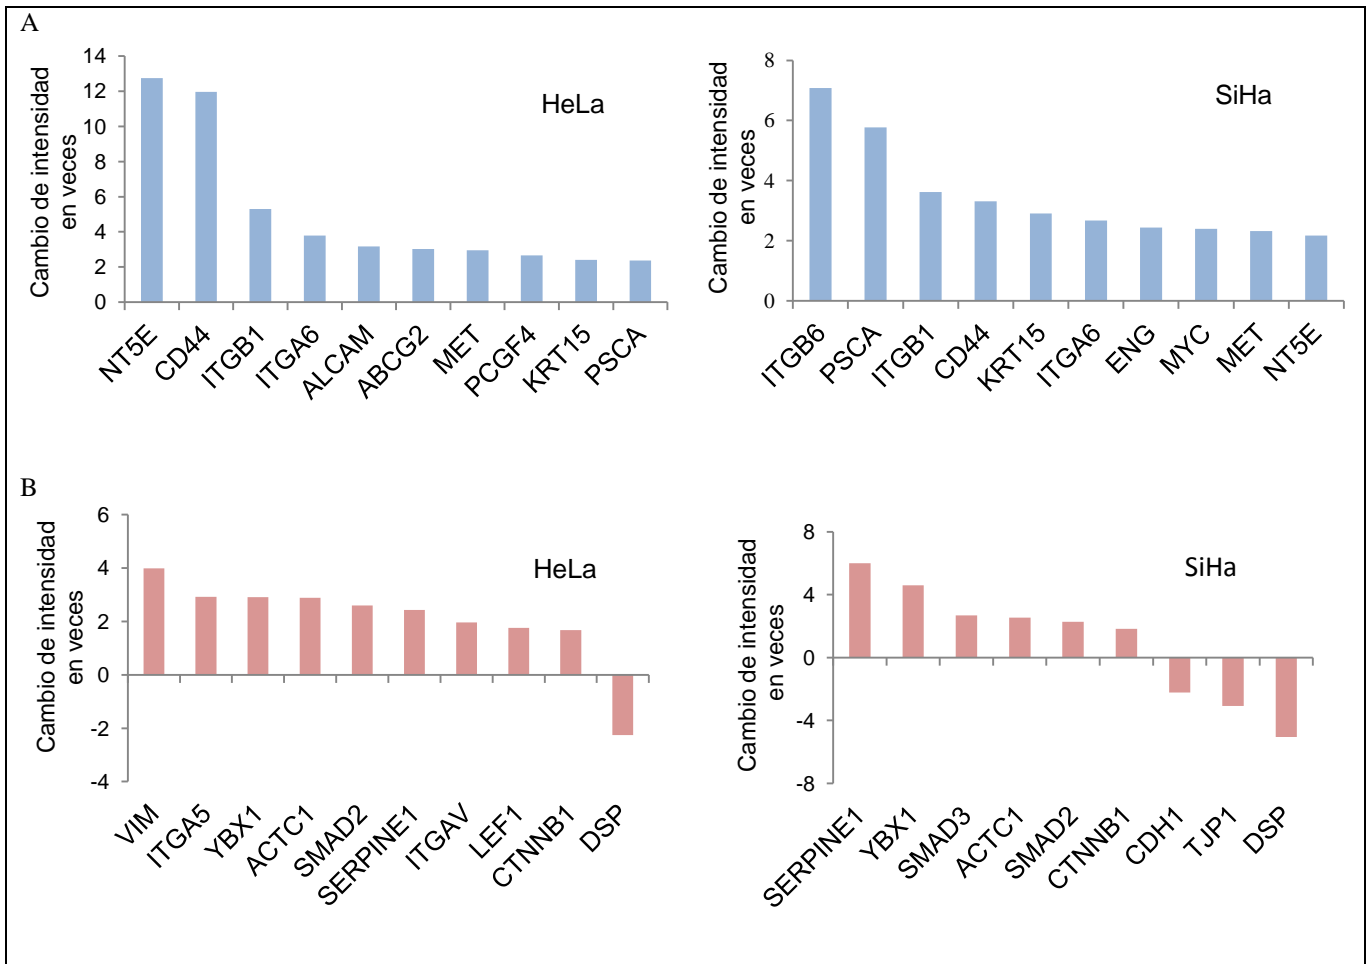 A
Cambio de intensidad
en veces
14
12
10
8
6
4
2
0
HeLa
NT5E
CD44
ITGB1
ITGA6
ALCAM
ABCG2
MET
PCGF4
KRT15
PSCA
Cambio de intensidad
en veces
8
6
4
2
0
SiHa
ITGB6
PSCA
ITGB1
CD44
KRT15
ITGA6
ENG
MYC
MET
NT5E
B
Cambio de intensidad
en veces
6
4
2
0
-2
-4
HeLa
VIM
ITGA5
YBX1
ACTC1
SMAD2
SERPINE1
ITGAV
LEF1
CTNNB1
DSP
Cambio de intensidad
en veces
8
4
0
-4
-8
SiHa
SERPINE1
YBX1
SMAD3
ACTC1
SMAD2
CTNNB1
CDH1
TJP1
DSP